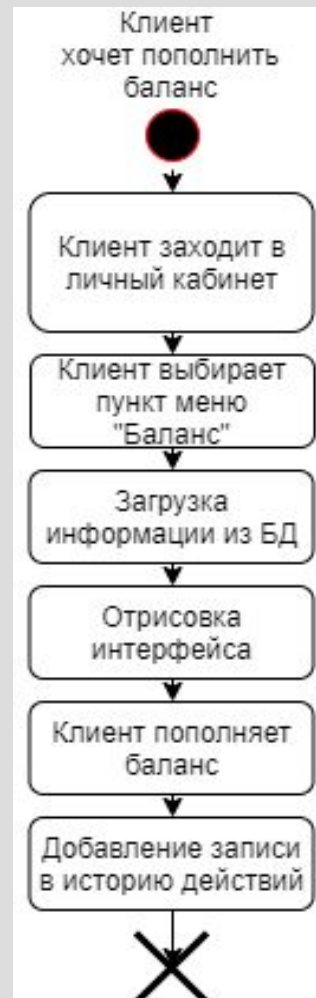 Клиент
хочет пополнить
баланс
Клиент заходит в
личный кабинет
Клиент выбирает
пункт меню
"Баланс"
Загрузка
информации из БД
Отрисовка
интерфейса
Клиент пополняет
баланс
Добавление записи
в историю действий